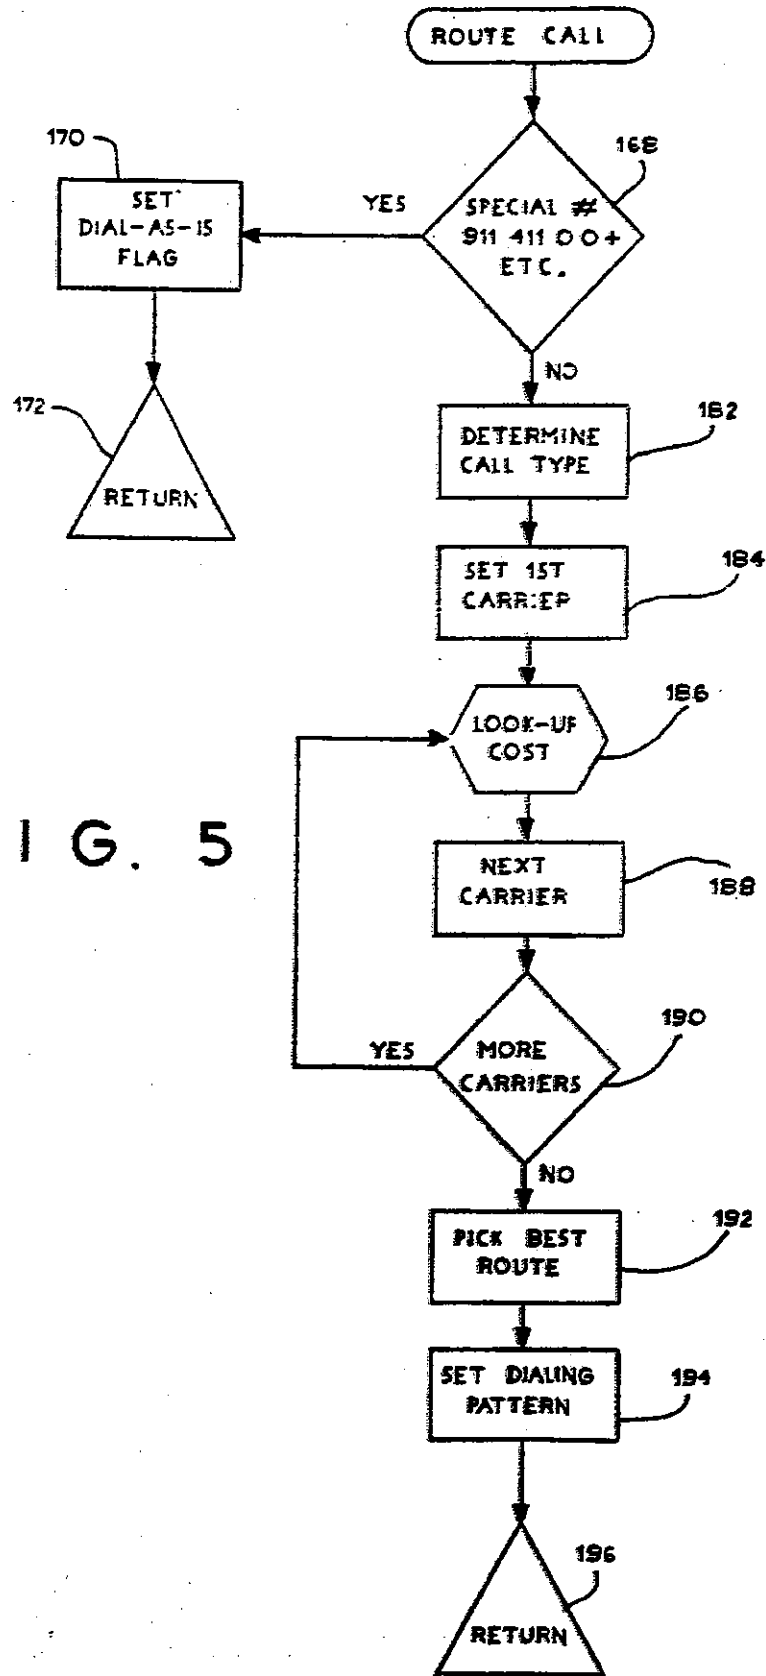 ROUTE CALL
170
168
SET
DIAL-AS-IS
FLAG
YES
SPECIAL #
911 411 0 0+
ETC.
NO
172
RETURN
182
DETERMINE
CALL TYPE
184
SET 1ST
CARRIER
186
LOOK-UP
COST
I G. 5
NEXT
CARRIER
188
190
YES
MORE
CARRIERS
NO
192
PICK BEST
ROUTE
194
SET DIALING
PATTERN
196
RETURN